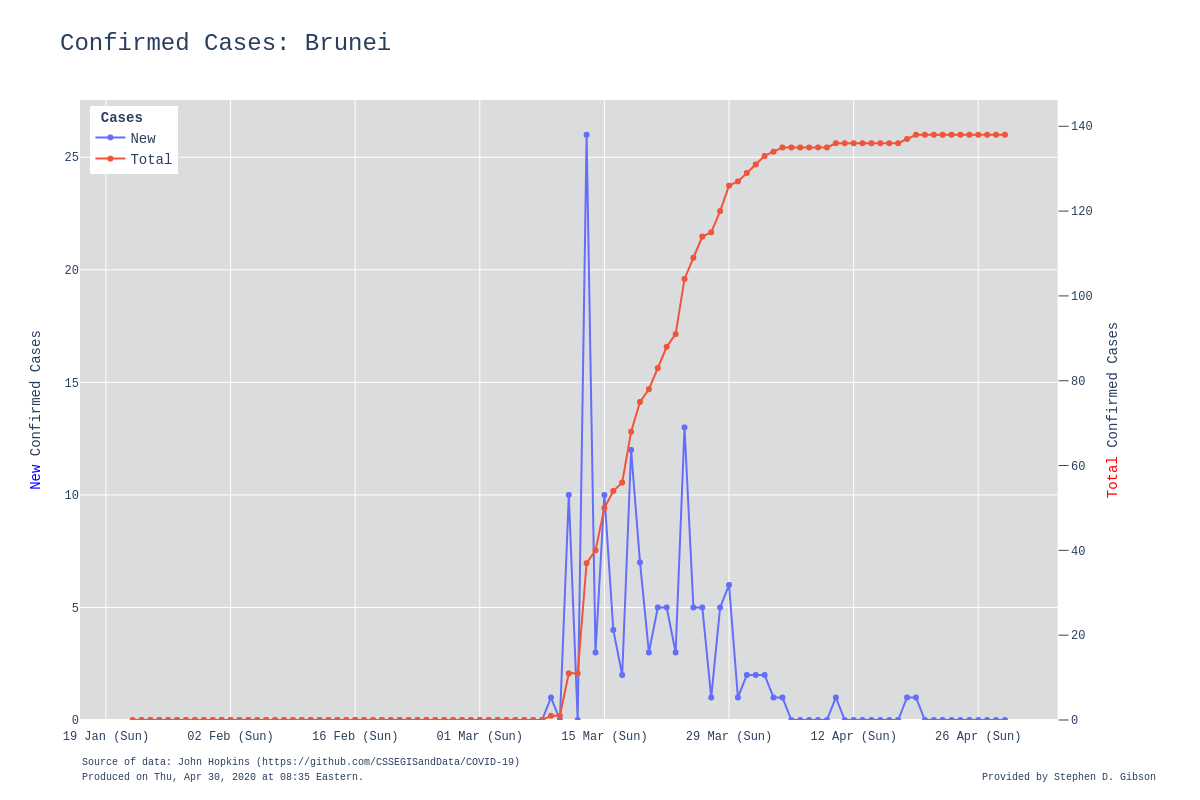 Confirmed Cases: Brunei
Cases
New
Total
25
20
15
10
5
0
140
120
100
80
60
40
20
0
New Confirmed Cases
Total Confirmed Cases
19 Jan (Sun) 02 Feb (Sun) 16 Feb (Sun) 01 Mar (Sun) 15 Mar (Sun) 29 Mar (Sun) 12 Apr (Sun) 26 Apr (Sun)
Source of data: John Hopkins (https://github.com/CSSEGISandData/COVID-19)
Produced on Thu, Apr 30, 2020 at 08:35 Eastern.
Provided by Stephen D. Gibson